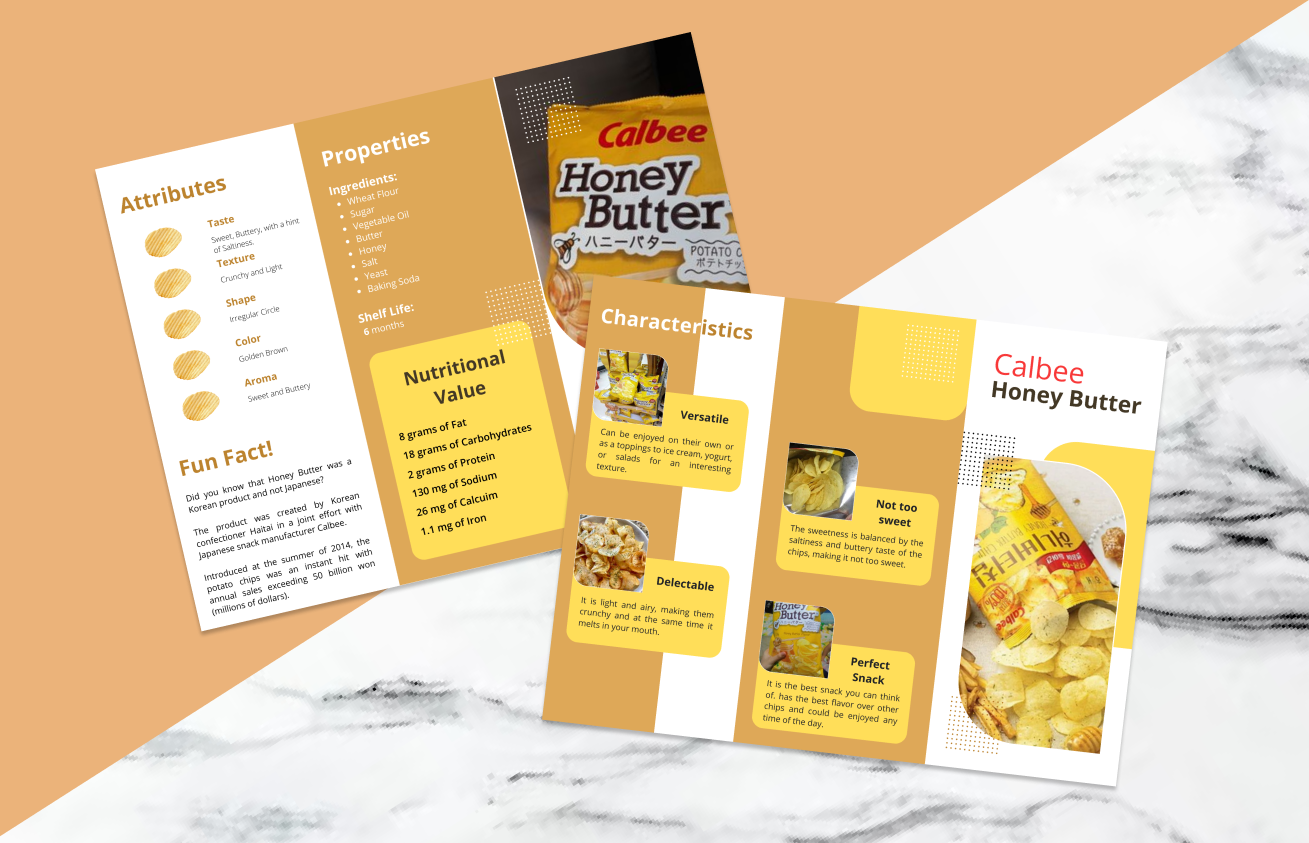 Attributes
Taste
Sweet, Buttery, with a hint
of Saltiness.
Texture
Crunchy and Light
Shape
Irregular Circle
Color
Golden Brown
Aroma
Sweet and Buttery
Fun Fact!
Did you know that Honey Butter was a
Korean product and not Japanese?
The product was created by Korean
confectioner Haitai in a joint effort with
Japanese snack manufacturer Calbee.
Introduced at the summer of 2014, the
potato chips was an instant hit with
annual sales exceeding 50 billion won
(millions of dollars).
Properties
Ingredients:
Wheat Flour
Sugar
Vegetable Oil
Butter
Honey
Salt
Yeast
Baking Soda
Shelf Life:
6 months
Nutritional
Value
8 grams of Fat
18 grams of Carbohydrates
2 grams of Protein
130 mg of Sodium
26 mg of Calcuim
1.1 mg of Iron
Calbee
Honey
Butter
ハニーバター
POTATO C
ポテトチッ
Characteristics
Versatile
Can be enjoyed on their own or
as a toppings to ice cream, yogurt,
or salads for an interesting
texture.
Delectable
It is light and airy, making them
crunchy and at the same time it
melts in your mouth.
Not too
sweet
The sweetness is balanced by the
saltiness and buttery taste of the
chips, making it not too sweet.
Honey
Butter
Perfect
Snack
It is the best snack you can think
of. has the best flavor over other
chips and could be enjoyed any
time of the day.
Calbee
Honey Butter
Calbee